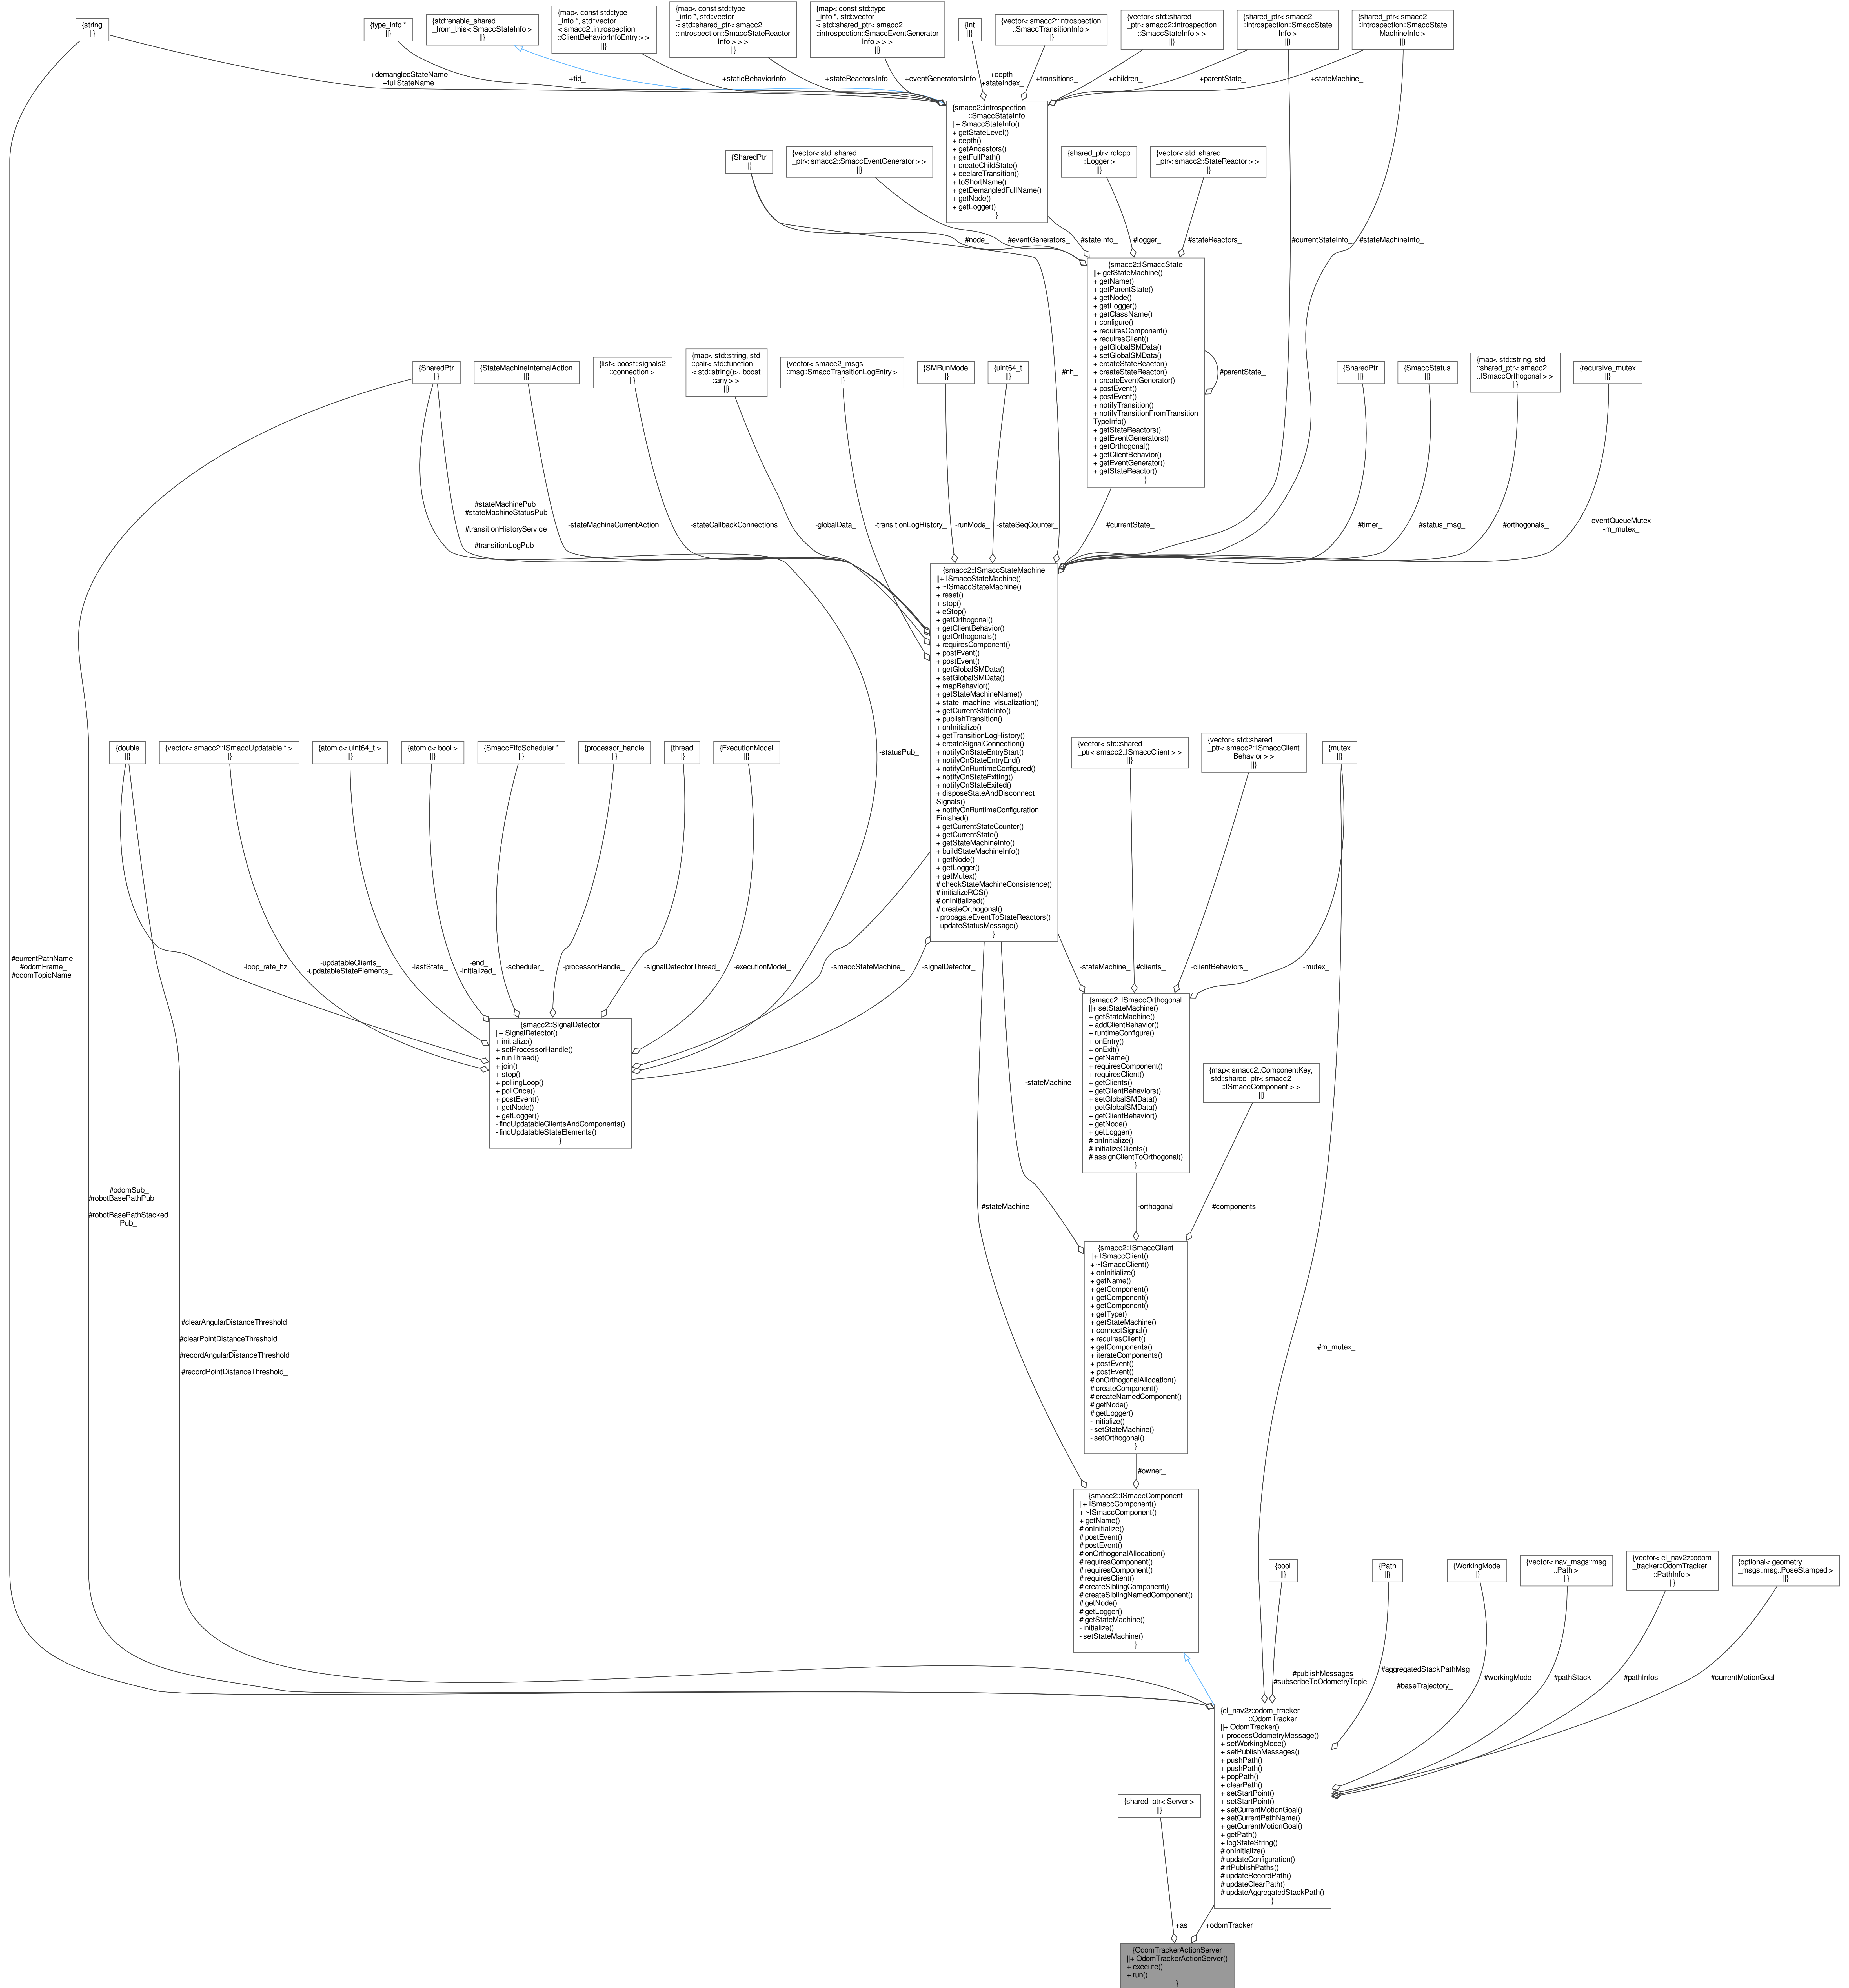 {string
||}
{type_info *
||}
{std::enable_shared
_from_this< SmaccStateInfo >
||}
{map< const std::type
_info *, std::vector
< smacc2::introspection
::ClientBehaviorInfoEntry > >
||}
{map< const std::type
_info *, std::vector
< std::shared_ptr< smacc2
::introspection::SmaccStateReactor
Info > > >
||}
{map< const std::type
_info *, std::vector
< std::shared_ptr< smacc2
::introspection::SmaccEventGenerator
Info > > >
||}
{int
||}
{vector< smacc2::introspection
::SmaccTransitionInfo >
||}
{vector< std::shared
_ptr< smacc2::introspection
::SmaccStateInfo > >
||}
{shared_ptr< smacc2
::introspection::SmaccState
Info >
||}
{shared_ptr< smacc2
::introspection::SmaccState
MachineInfo >
||}
+demangledStateName
+fullStateName
+tid_
+staticBehaviorInfo
+stateReactorsInfo
+eventGeneratorsInfo
+depth_
+stateIndex_
+transitions_
+children_
+parentState_
+stateMachine_
{smacc2::introspection
::SmaccStateInfo
||+ SmaccStateInfo()
+ getStateLevel()
+ depth()
+ getAncestors()
+ getFullPath()
+ createChildState()
+ declareTransition()
+ toShortName()
+ getDemangledFullName()
+ getNode()
+ getLogger()
}
{SharedPtr
||}
{vector< std::shared
_ptr< smacc2::SmaccEventGenerator > >
||}
{shared_ptr< rclcpp
::Logger >
||}
{vector< std::shared
_ptr< smacc2::StateReactor > >
||}
#node_
#eventGenerators_
#stateInfo_
#logger_
#stateReactors_
#currentStateInfo_
#stateMachineInfo_
{smacc2::ISmaccState
||+ getStateMachine()
+ getName()
+ getParentState()
+ getNode()
+ getLogger()
+ getClassName()
+ configure()
+ requiresComponent()
+ requiresClient()
+ getGlobalSMData()
+ setGlobalSMData()
+ createStateReactor()
+ createStateReactor()
+ createEventGenerator()
+ postEvent()
+ postEvent()
+ notifyTransition()
+ notifyTransitionFromTransition
TypeInfo()
+ getStateReactors()
+ getEventGenerators()
+ getOrthogonal()
+ getClientBehavior()
+ getEventGenerator()
+ getStateReactor()
}
#parentState_
{SharedPtr
||}
{StateMachineInternalAction
||}
{list< boost::signals2
::connection >
||}
{map< std::string, std
::pair< std::function
< std::string()>, boost
::any > >
||}
{vector< smacc2_msgs
::msg::SmaccTransitionLogEntry >
||}
{SMRunMode
||}
{uint64_t
||}
#nh_
{SharedPtr
||}
{SmaccStatus
||}
{map< std::string, std
::shared_ptr< smacc2
::ISmaccOrthogonal > >
||}
{recursive_mutex
||}
#stateMachinePub_
#stateMachineStatusPub
_
#transitionHistoryService
_
#transitionLogPub_
-stateMachineCurrentAction
-stateCallbackConnections
-globalData_
-transitionLogHistory_
-runMode_
-stateSeqCounter_
#currentState_
#timer_
#status_msg_
#orthogonals_
-eventQueueMutex_
-m_mutex_
{smacc2::ISmaccStateMachine
||+ ISmaccStateMachine()
+ ~ISmaccStateMachine()
+ reset()
+ stop()
+ eStop()
+ getOrthogonal()
+ getClientBehavior()
+ getOrthogonals()
+ requiresComponent()
+ postEvent()
+ postEvent()
+ getGlobalSMData()
+ setGlobalSMData()
+ mapBehavior()
+ getStateMachineName()
+ state_machine_visualization()
+ getCurrentStateInfo()
+ publishTransition()
+ onInitialize()
+ getTransitionLogHistory()
+ createSignalConnection()
+ notifyOnStateEntryStart()
+ notifyOnStateEntryEnd()
+ notifyOnRuntimeConfigured()
+ notifyOnStateExiting()
+ notifyOnStateExited()
+ disposeStateAndDisconnect
Signals()
+ notifyOnRuntimeConfiguration
Finished()
+ getCurrentStateCounter()
+ getCurrentState()
+ getStateMachineInfo()
+ buildStateMachineInfo()
+ getNode()
+ getLogger()
+ getMutex()
# checkStateMachineConsistence()
# initializeROS()
# onInitialized()
# createOrthogonal()
- propagateEventToStateReactors()
- updateStatusMessage()
}
{double
||}
{vector< smacc2::ISmaccUpdatable * >
||}
{atomic< uint64_t >
||}
{atomic< bool >
||}
{SmaccFifoScheduler *
||}
{processor_handle
||}
{thread
||}
{ExecutionModel
||}
-statusPub_
{vector< std::shared
_ptr< smacc2::ISmaccClient > >
||}
{vector< std::shared
_ptr< smacc2::ISmaccClient
Behavior > >
||}
{mutex
||}
#currentPathName_
#odomFrame_
#odomTopicName_
-loop_rate_hz
-updatableClients_
-updatableStateElements_
-lastState_
-end_
-initialized_
-scheduler_
-processorHandle_
-signalDetectorThread_
-executionModel_
-smaccStateMachine_
-signalDetector_
-stateMachine_
#clients_
-clientBehaviors_
-mutex_
{smacc2::SignalDetector
||+ SignalDetector()
+ initialize()
+ setProcessorHandle()
+ runThread()
+ join()
+ stop()
+ pollingLoop()
+ pollOnce()
+ postEvent()
+ getNode()
+ getLogger()
- findUpdatableClientsAndComponents()
- findUpdatableStateElements()
}
{smacc2::ISmaccOrthogonal
||+ setStateMachine()
+ getStateMachine()
+ addClientBehavior()
+ runtimeConfigure()
+ onEntry()
+ onExit()
+ getName()
+ requiresComponent()
+ requiresClient()
+ getClients()
+ getClientBehaviors()
+ setGlobalSMData()
+ getGlobalSMData()
+ getClientBehavior()
+ getNode()
+ getLogger()
# onInitialize()
# initializeClients()
# assignClientToOrthogonal()
}
-stateMachine_
{map< smacc2::ComponentKey,
std::shared_ptr< smacc2
::ISmaccComponent > >
||}
#odomSub_
#robotBasePathPub
_
#robotBasePathStacked
Pub_
#stateMachine_
-orthogonal_
#components_
{smacc2::ISmaccClient
||+ ISmaccClient()
+ ~ISmaccClient()
+ onInitialize()
+ getName()
+ getComponent()
+ getComponent()
+ getComponent()
+ getType()
+ getStateMachine()
+ connectSignal()
+ requiresClient()
+ getComponents()
+ iterateComponents()
+ postEvent()
+ postEvent()
# onOrthogonalAllocation()
# createComponent()
# createNamedComponent()
# getNode()
# getLogger()
- initialize()
- setStateMachine()
- setOrthogonal()
}
#clearAngularDistanceThreshold
_
#clearPointDistanceThreshold
_
#recordAngularDistanceThreshold
_
#recordPointDistanceThreshold_
#m_mutex_
#owner_
{smacc2::ISmaccComponent
||+ ISmaccComponent()
+ ~ISmaccComponent()
+ getName()
# onInitialize()
# postEvent()
# postEvent()
# onOrthogonalAllocation()
# requiresComponent()
# requiresComponent()
# requiresClient()
# createSiblingComponent()
# createSiblingNamedComponent()
# getNode()
# getLogger()
# getStateMachine()
- initialize()
- setStateMachine()
}
{bool
||}
{Path
||}
{WorkingMode
||}
{vector< nav_msgs::msg
::Path >
||}
{vector< cl_nav2z::odom
_tracker::OdomTracker
::PathInfo >
||}
{optional< geometry
_msgs::msg::PoseStamped >
||}
#publishMessages
#subscribeToOdometryTopic_
#aggregatedStackPathMsg
_
#baseTrajectory_
#workingMode_
#pathStack_
#pathInfos_
#currentMotionGoal_
{cl_nav2z::odom_tracker
::OdomTracker
||+ OdomTracker()
+ processOdometryMessage()
+ setWorkingMode()
+ setPublishMessages()
+ pushPath()
+ pushPath()
+ popPath()
+ clearPath()
+ setStartPoint()
+ setStartPoint()
+ setCurrentMotionGoal()
+ setCurrentPathName()
+ getCurrentMotionGoal()
+ getPath()
+ logStateString()
# onInitialize()
# updateConfiguration()
# rtPublishPaths()
# updateRecordPath()
# updateClearPath()
# updateAggregatedStackPath()
}
{shared_ptr< Server >
||}
+as_
+odomTracker
{OdomTrackerActionServer
||+ OdomTrackerActionServer()
+ execute()
+ run()
}